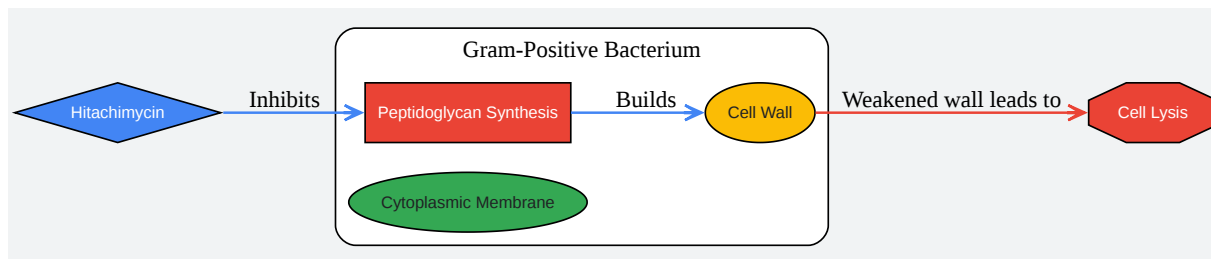 Gram-Positive Bacterium
Hitachimycin
Inhibits
Peptidoglycan Synthesis
Builds
Cell Wall
Weakened wall leads to
Cell Lysis
Cytoplasmic Membrane